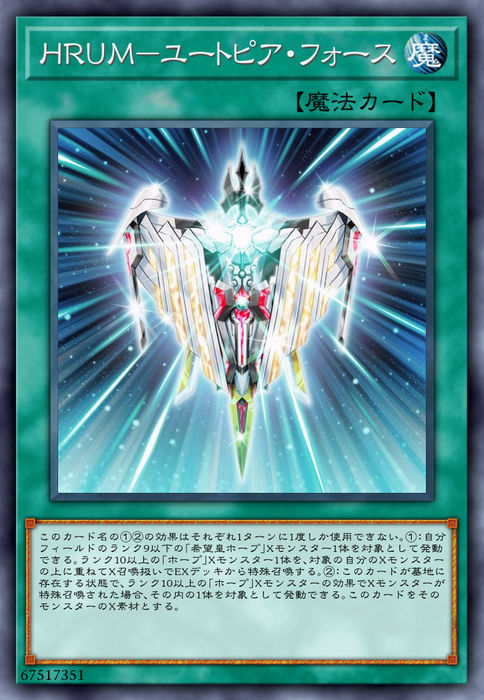 HRUM－ユートピア・フォース
魔
【魔法カード】
このカード名の①②の効果はそれぞれ1ターンに1度しか使用できない。①：自分
フィールドのランク9以下の「希望皇ホープ」Xモンスター1体を対象として発動
できる。ランク10以上の「ホープ」Xモンスター1体を、対象の自分のXモンスター
の上に重ねてX召喚扱いでEXデッキから特殊召喚する。②：このカードが墓地に
存在する状態で、ランク10以上の「ホープ」Xモンスターの効果でXモンスターが
特殊召喚された場合、その内の1体を対象として発動できる。このカードをその
モンスターのX素材とする。
67517351